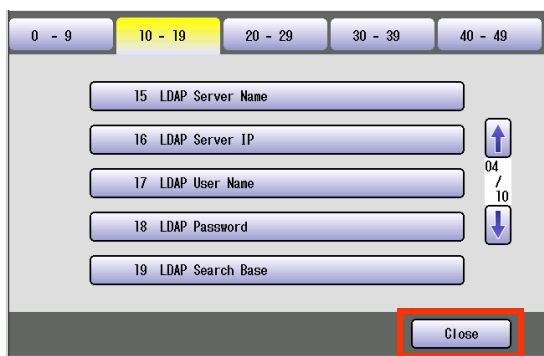 0 - 9 10 - 19 20 - 29 30 - 39 40 - 49
15 LDAP Server Name
16 LDAP Server IP
17 LDAP User Name
18 LDAP Password
19 LDAP Search Base
04
/
10
Close